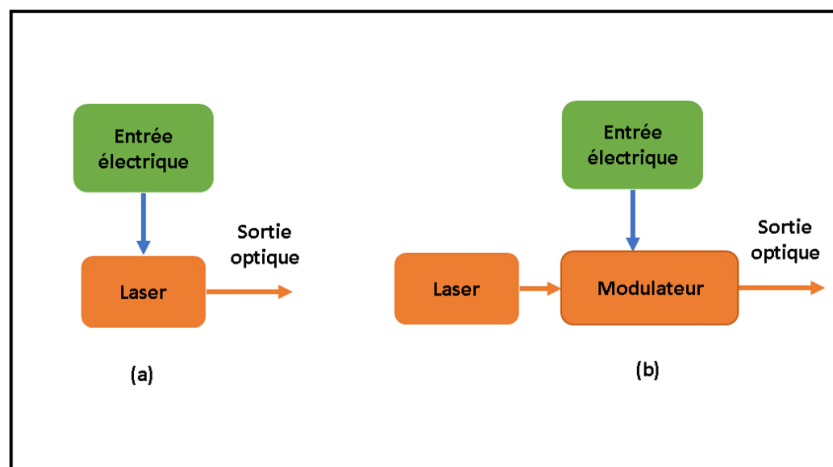 Entrée
électrique
Sortie
optique
Laser
(a)
Entrée
électrique
Sortie
optique
Laser
Modulateur
(b)